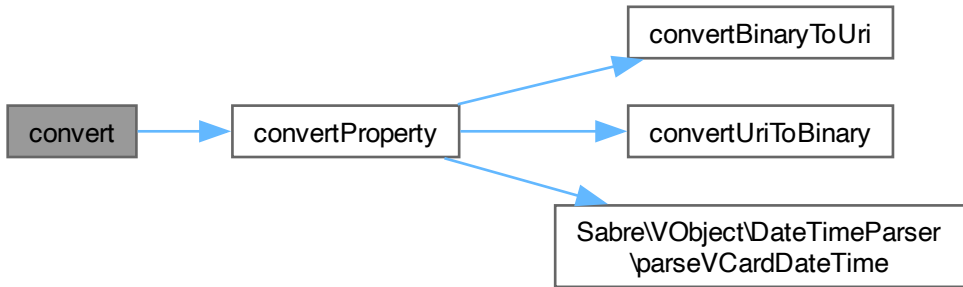 convert
convertProperty
convertBinaryToUri
convertUriToBinary
Sabre\VObject\DateTimeParser
\parseVCardDateTime